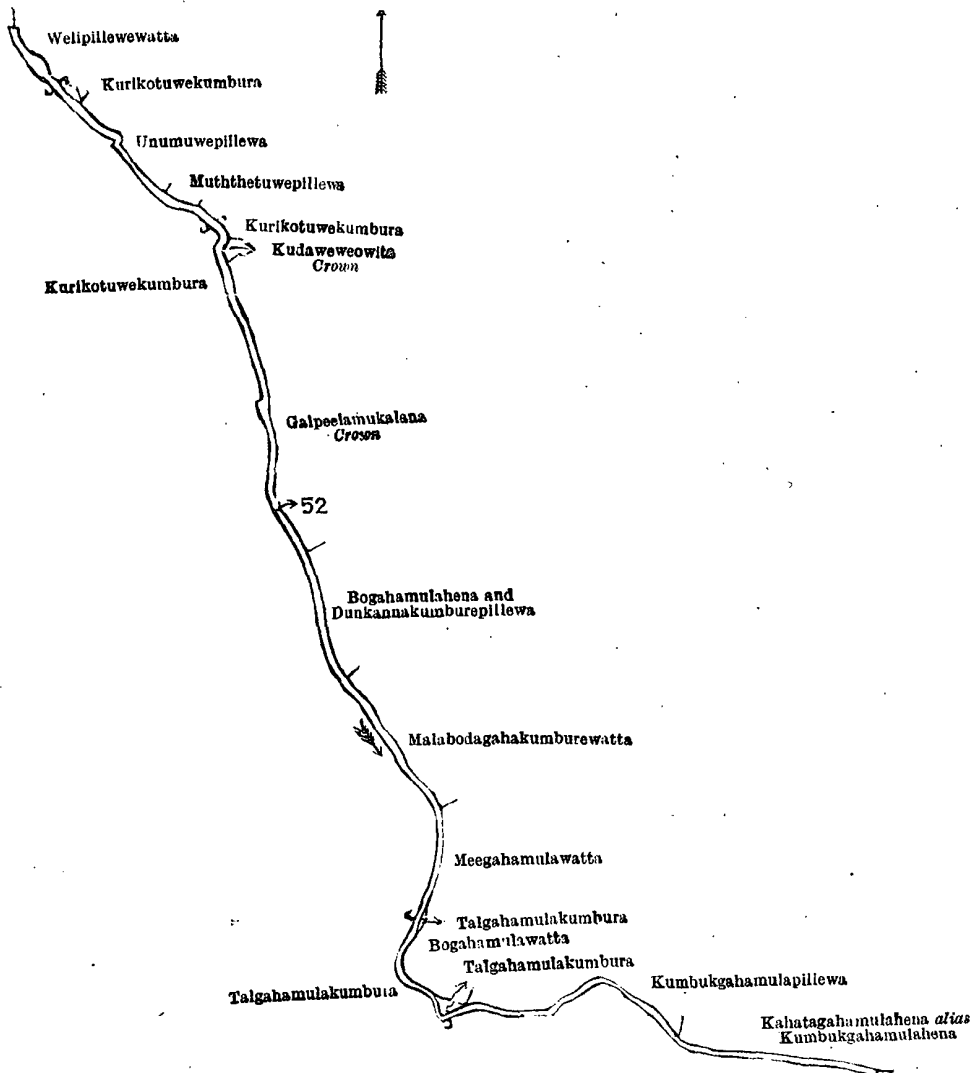 Welipillewewatta
Kurikotuwekumbura
Unumuwepillewa
Muththetuwepillewa
Kurikotuwekumbura
Kudaweweowita
Crown
Kurikotuwekumbura
Galpeelamukalana
Crown
52
Bogahamulahena and
Dunkannakumburepillewa
Malabodagahakumburewatta
Meegahamulawatta
Talgahamulakumbura
Bogahamulawatta
Talgahamulakumbura
Talgahamulakumbura
Kumbukgahamulapillewa
Kahatagahamulahena alias
Kumbukgahamulahena